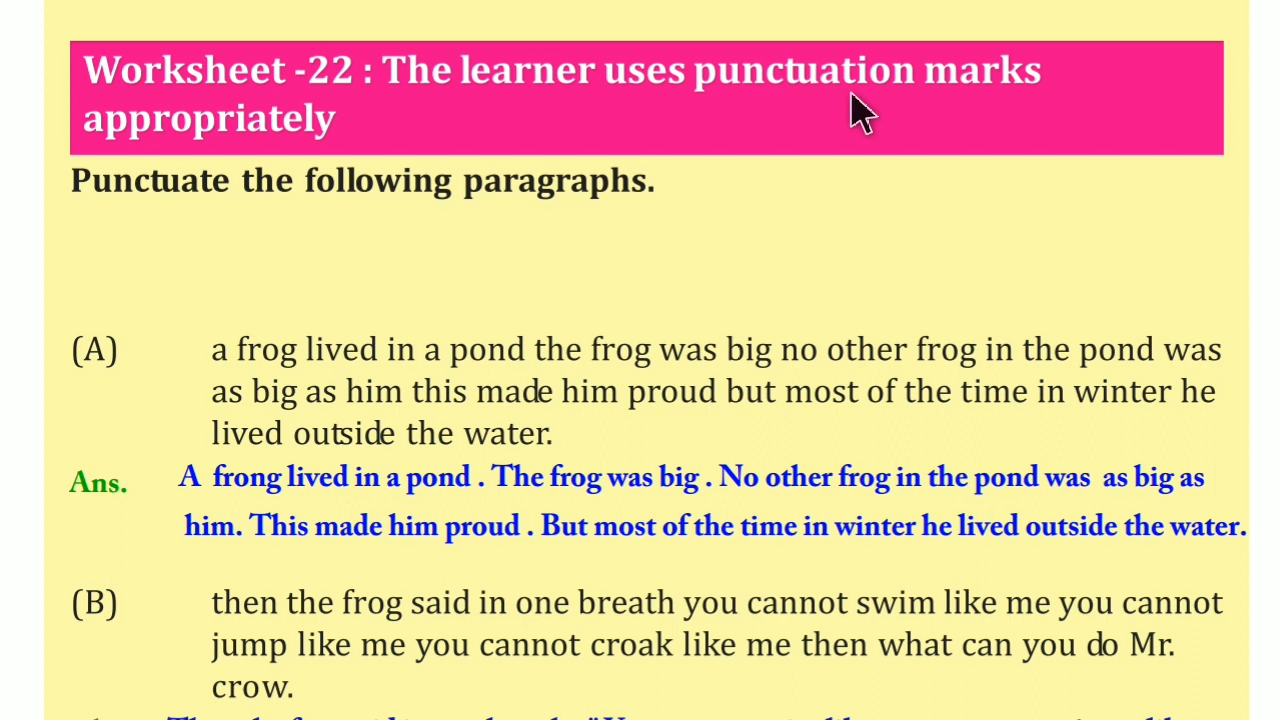 Worksheet -22 : The learner uses punctuation marks
appropriately
Punctuate the following paragraphs.
(A) a frog lived in a pond the frog was big no other frog in the pond was
as big as him this made him proud but most of the time in winter he
lived outside the water.
Ans. A frong lived in a pond . The frog was big . No other frog in the pond was as big as
him. This made him proud . But most of the time in winter he lived outside the water.
(B) then the frog said in one breath you cannot swim like me you cannot
jump like me you cannot croak like me then what can you do Mr.
crow.